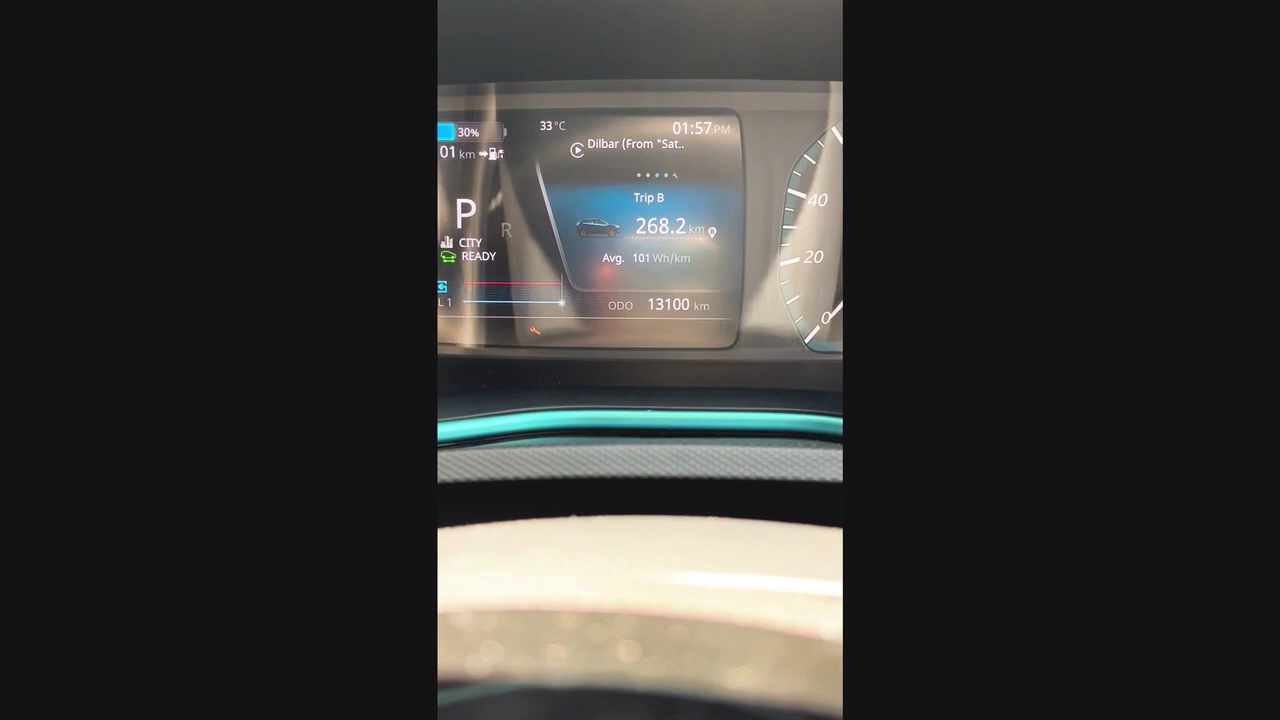 30%
33°C
01:57 PM
01 km
Dilbar (From "Sat..
Trip B
P
R
268.2 km
CITY
READY
Avg. 101 Wh/km
L 1
ODO 13100 km
40
20
0